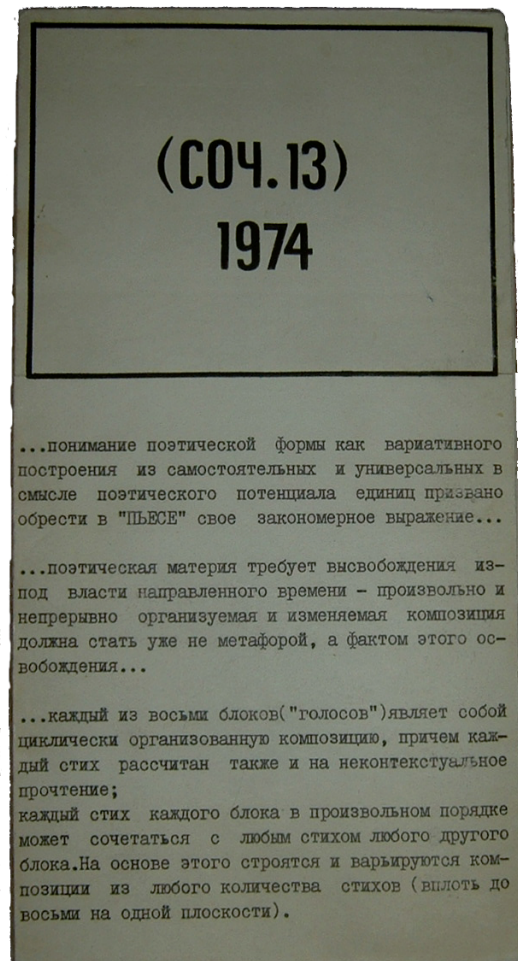 (СОЧ.13)
1974
...понимание поэтической формы как вариативного
построения из самостоятельных и универсальных в
смысле поэтического потенциала единиц призвано
обрести в "ПЬЕСЕ" свое закономерное выражение...
...поэтическая материя требует высвобождения из-
под власти направленного времени - произвольно и
непрерывно организуемая и изменяемая композиция
должна стать уже не метафорой, а фактом этого ос-
вобождения...
...каждый из восьми блоков("голосов")являет собой
циклически организованную композицию, причем каж-
дый стих рассчитан также и на неконтекстуальное
прочтение;
каждый стих каждого блока в произвольном порядке
может сочетаться с любым стихом любого другого
блока.На основе этого строятся и варьируются ком-
позиции из любого количества стихов (вплоть до
восьми на одной плоскости).